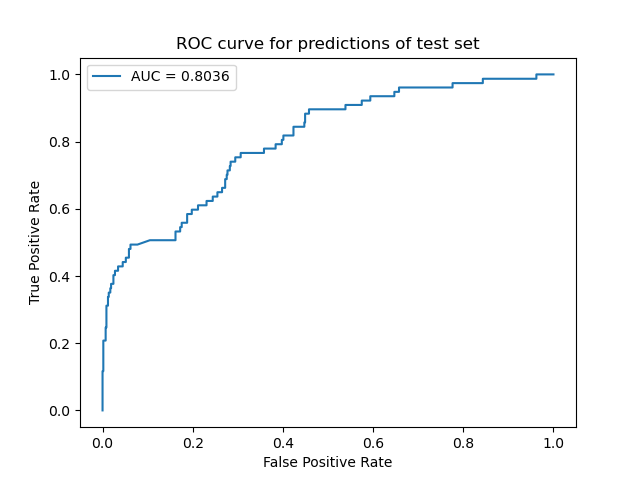 ROC curve for predictions of test set
AUC = 0.8036
1.0
0.8
0.6
0.4
0.2
0.0
True Positive Rate
0.0 0.2 0.4 0.6 0.8 1.0
False Positive Rate